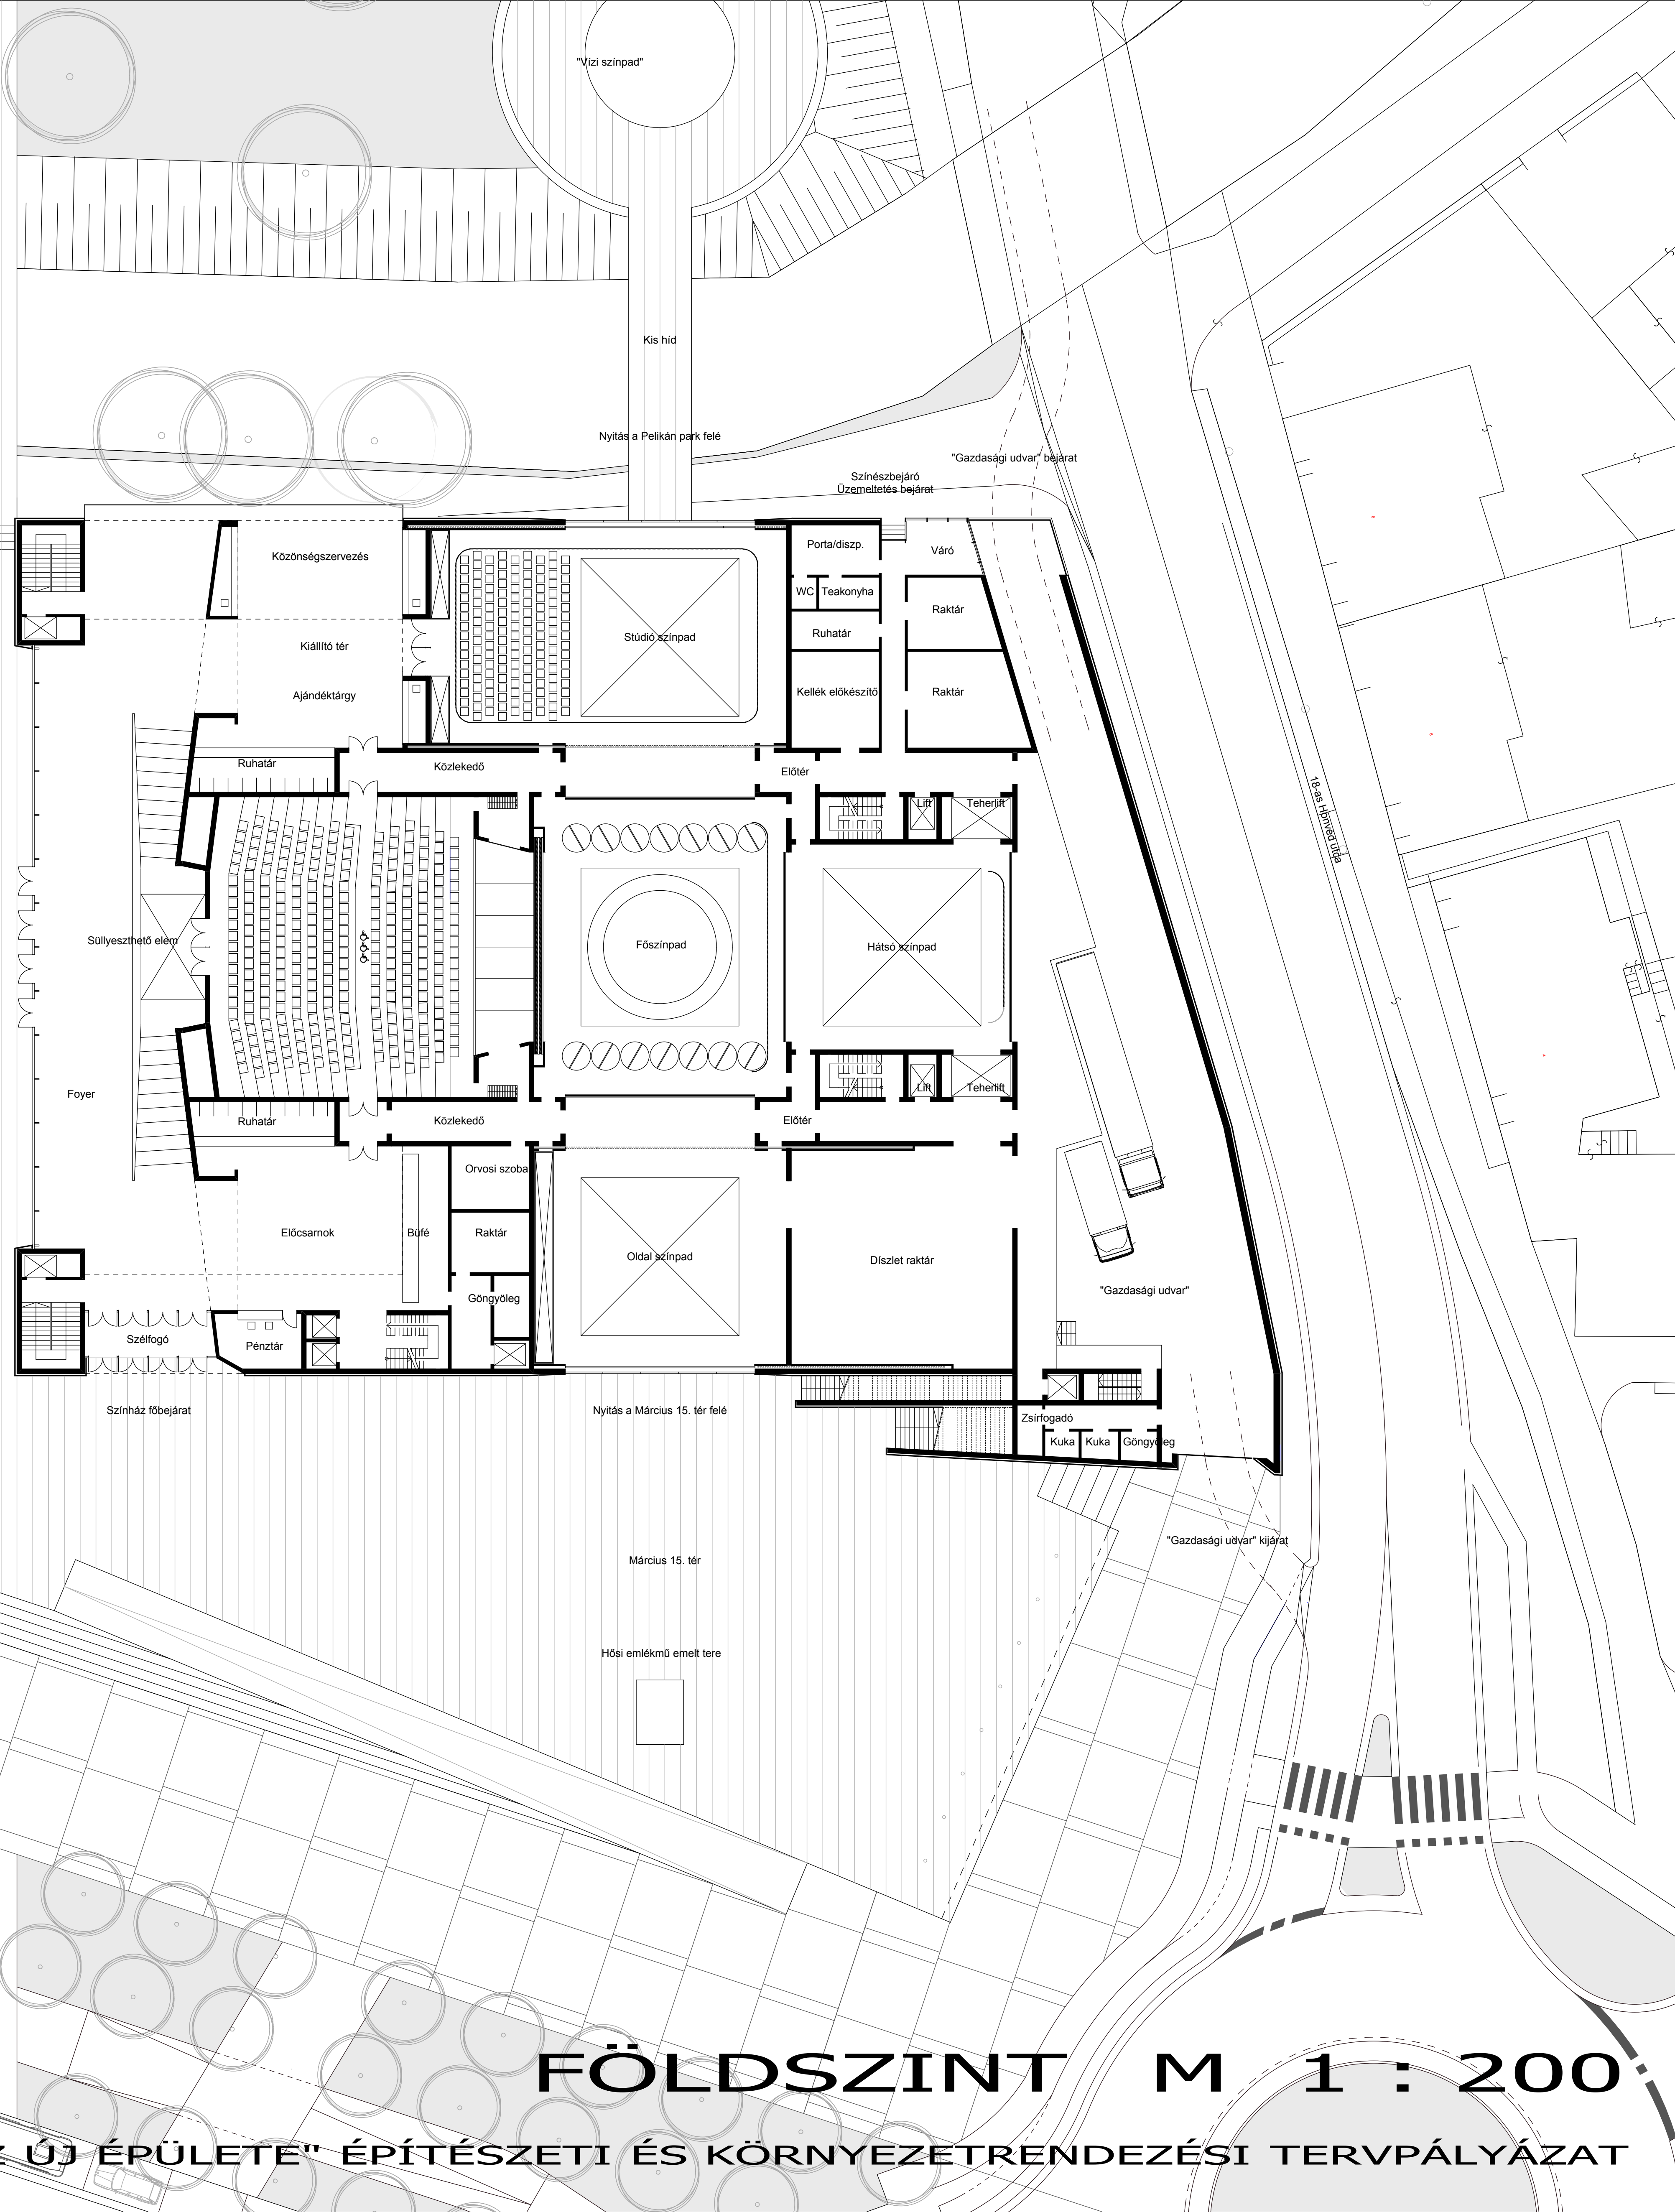 "Vízi színpad"
Kis híd
Nyitás a Pelikán park felé
"Gazdasági udvar" bejárat
Színészbejáró
Üzemeltetés bejárat
Közönségszervezés
Porta/diszp.
Váró
WC
Teakonyha
Raktár
Ruhatár
Stúdió színpad
Kiállító tér
Ajándéktárgy
Kellék előkészítő
Raktár
Ruhatár
Közlekedő
Előtér
Lift
Teherlift
18-as Honvéd utca
Süllyeszthető elem
Főszínpad
Hátsó színpad
Foyer
Lift
Teherlift
Ruhatár
Közlekedő
Előtér
Orvosi szoba
Előcsarnok
Büfé
Raktár
Oldal színpad
Díszlet raktár
Göngyöleg
"Gazdasági udvar"
Szélfogó
Pénztár
Színház főbejárat
Nyitás a Március 15. tér felé
Zsírfogadó
Kuka
Kuka
Göngyöleg
"Gazdasági udvar" kijárat
Március 15. tér
Hősi emlékmű emelt tere
FÖLDSZINT M 1 : 200
ÚJ ÉPÜLETE" ÉPÍTÉSZETI ÉS KÖRNYEZETRENDEZÉSI TERVPÁLYÁZAT